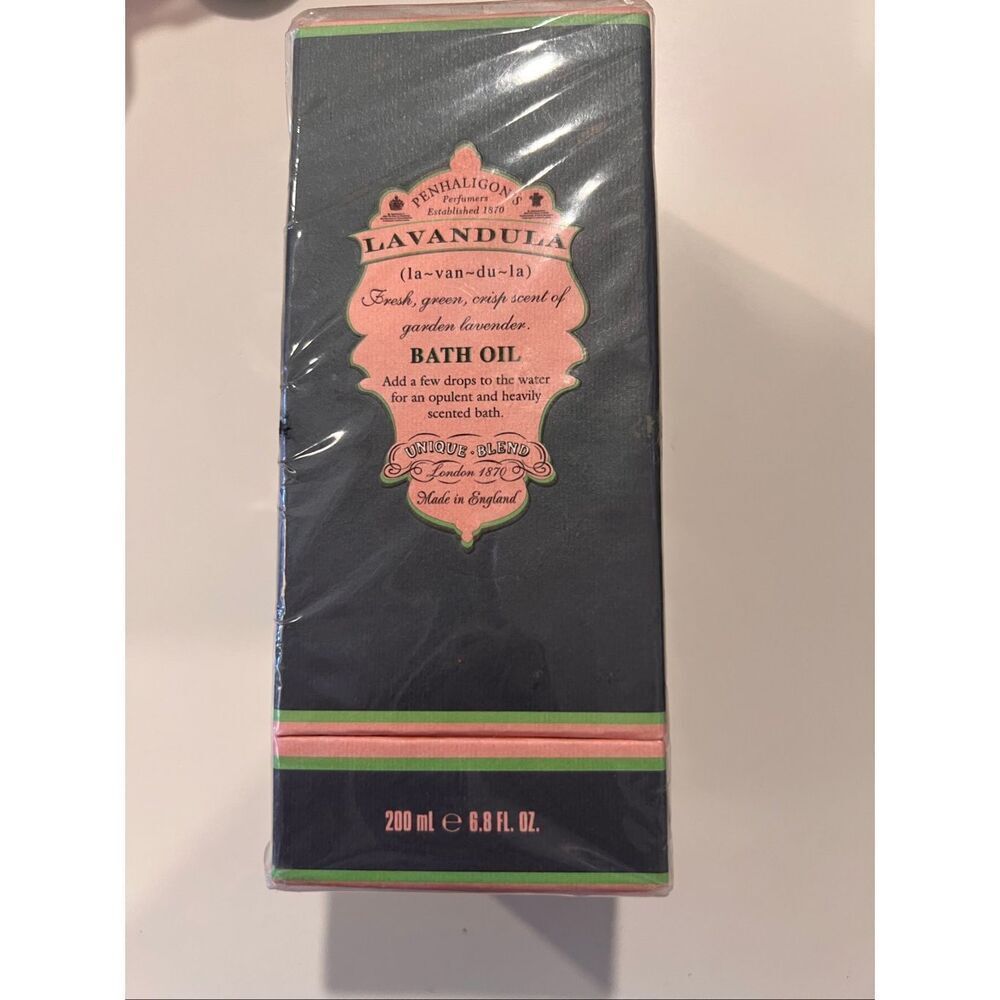 PENHALIGON'S
Perfumers
Established 1870
LAVANDULA
(la~van~du~la)
Fresh, green, crisp scent of
garden lavender.
BATH OIL
Add a few drops to the water
for an opulent and heavily
scented bath.
UNIQUE·BLEND
London 1870
Made in England
200 ml ℮ 6.8 FL. OZ.